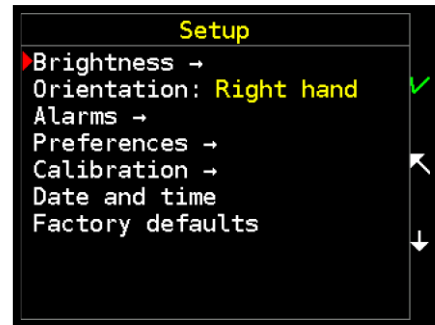 Setup
Brightness →
Orientation: Right hand
Alarms →
Preferences →
Calibration →
Date and time
Factory defaults